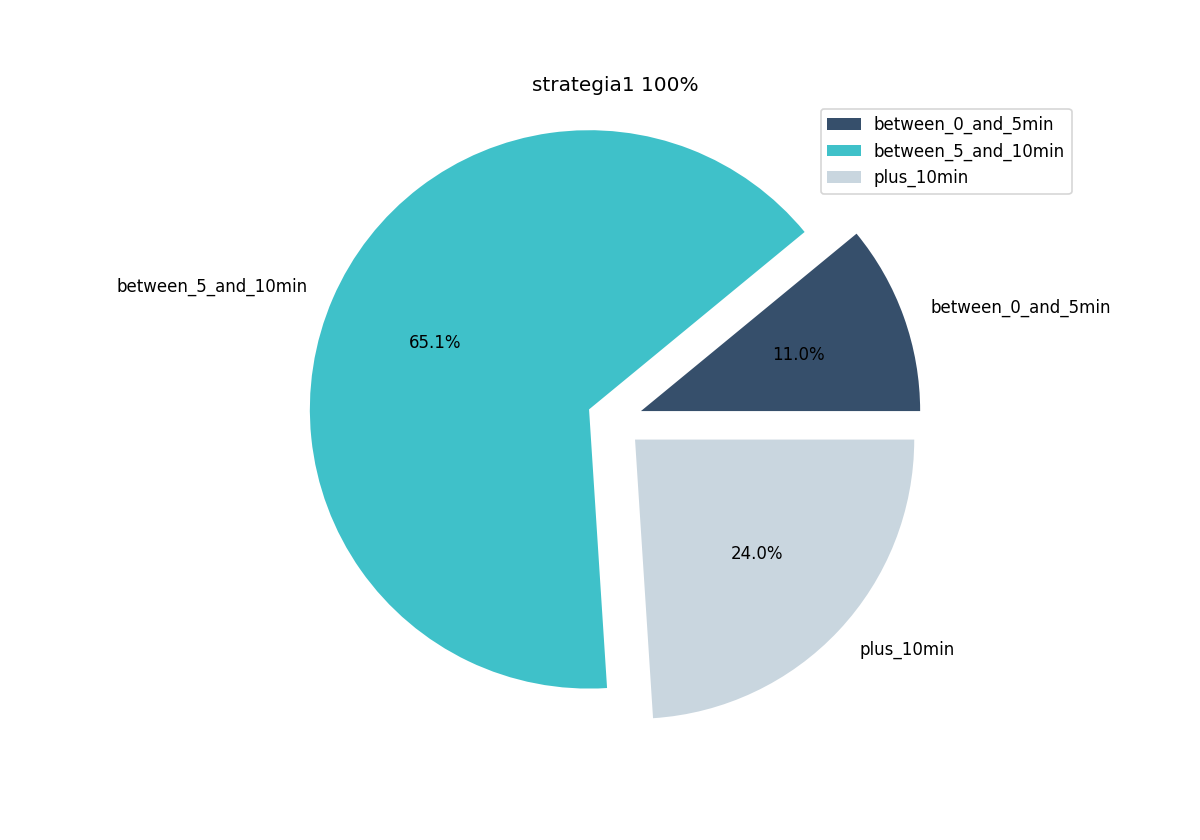 strategia1 100%
between_0_and_5min
between_5_and_10min
plus_10min
between_5_and_10min
between_0_and_5min
65.1%
11.0%
24.0%
plus_10min